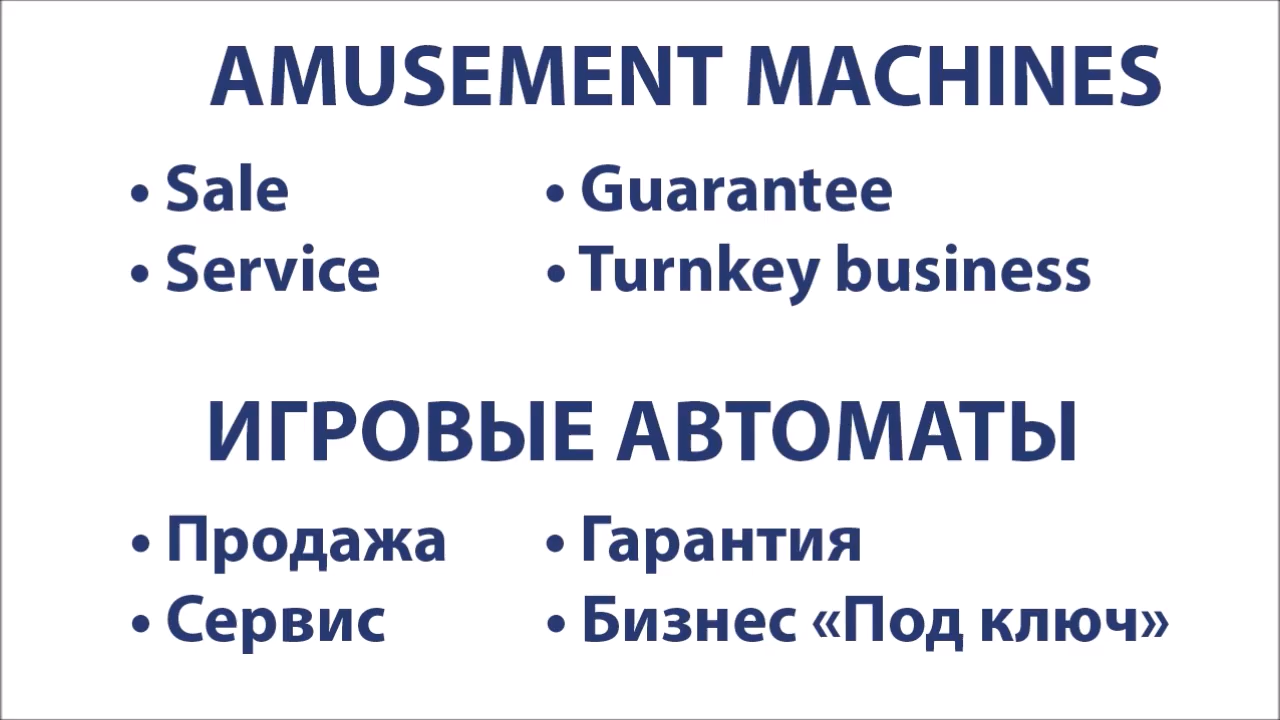 AMUSEMENT MACHINES
• Sale • Guarantee
• Service • Turnkey business
ИГРОВЫЕ АВТОМАТЫ
• Продажа • Гарантия
• Сервис • Бизнес «Под ключ»